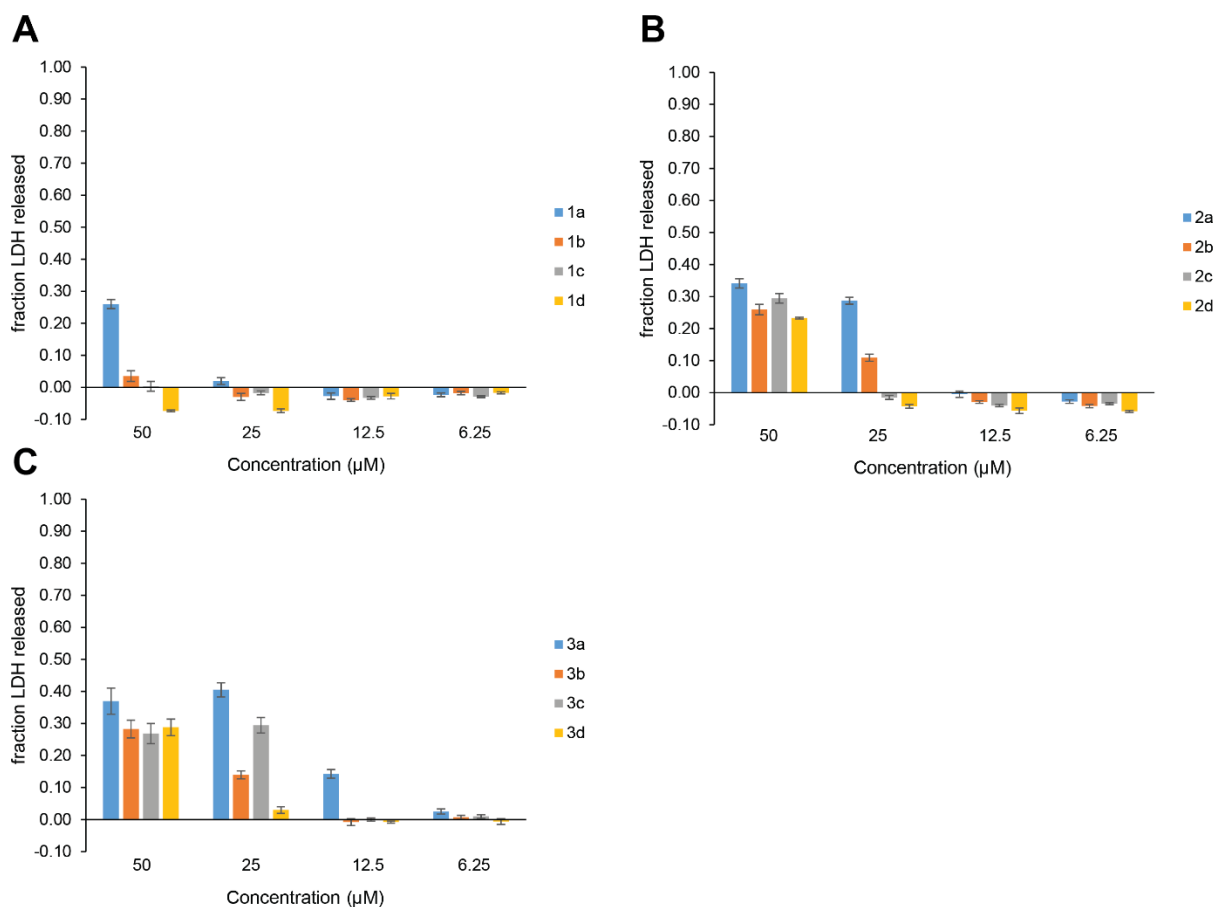 A
1.00
0.90
0.80
0.70
0.60
0.50
0.40
0.30
0.20
0.10
0.00
-0.10
fraction LDH released
50 25 12.5 6.25
Concentration (µM)
1a
1b
1c
1d
B
1.00
0.90
0.80
0.70
0.60
0.50
0.40
0.30
0.20
0.10
0.00
-0.10
fraction LDH released
50 25 12.5 6.25
Concentration (µM)
2a
2b
2c
2d
C
1.00
0.90
0.80
0.70
0.60
0.50
0.40
0.30
0.20
0.10
0.00
-0.10
fraction LDH released
50 25 12.5 6.25
Concentration (µM)
3a
3b
3c
3d